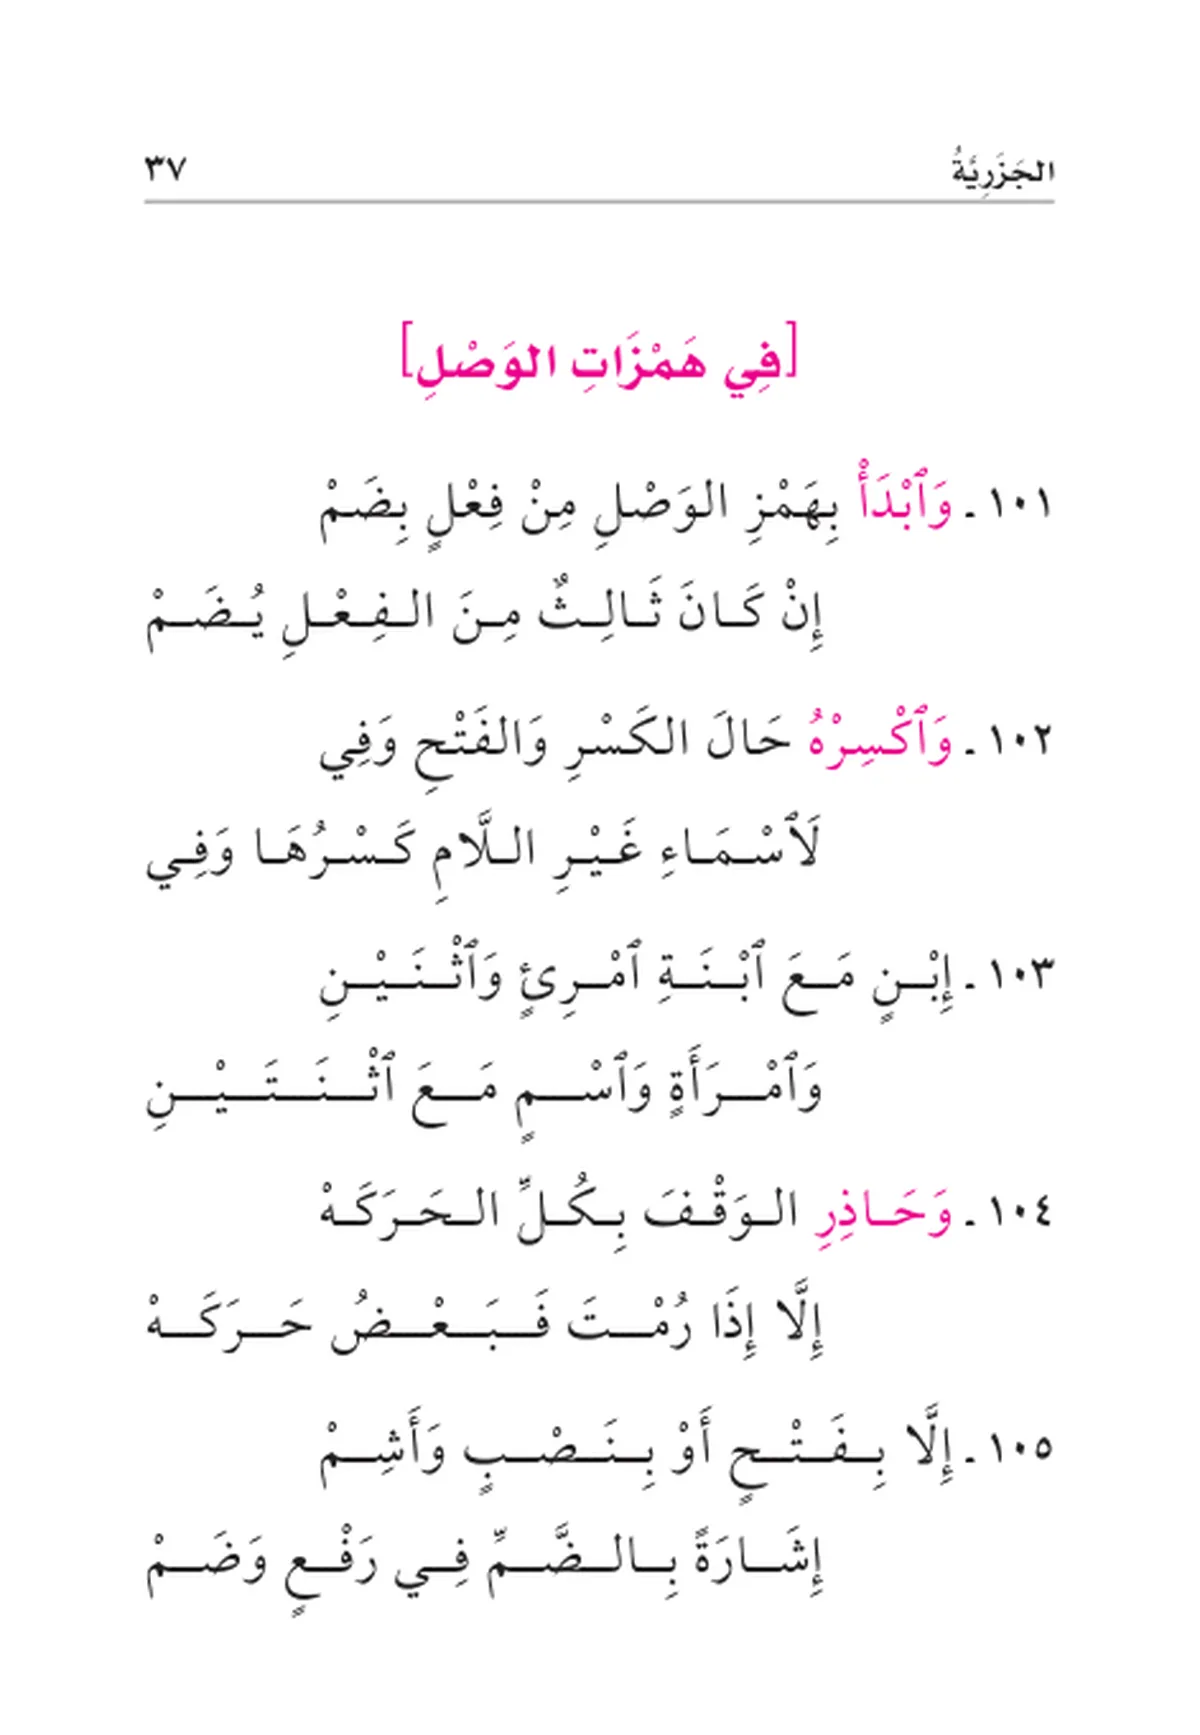 الجَزَرِيَّةُ ٣٧
[فِي هَمْزَاتِ الوَصْلِ]
١٠١ ـ وَٱبْدَأْ بِهَمْزِ الوَصْلِ مِنْ فِعْلٍ بِضَمْ
إِنْ كَانَ ثَالِثٌ مِنَ الفِعْلِ يُضَمْ
١٠٢ ـ وَٱكْسِرْهُ حَالَ الكَسْرِ وَالفَتْحِ وَفِي
لَٱسْمَاءِ غَيْرِ اللَّامِ كَسْرُهَا وَفِي
١٠٣ ـ إِبْنٍ مَعَ ٱبْنَةِ ٱمْرِئٍ وَٱثْنَيْنِ
وَٱمْرَأَةٍ وَٱسْمٍ مَعَ ٱثْنَتَيْنِ
١٠٤ ـ وَحَاذِرِ الوَقْفَ بِكُلِّ الحَرَكَهْ
إِلَّا إِذَا رُمْتَ فَبَعْضُ حَرَكَهْ
١٠٥ ـ إِلَّا بِفَتْحٍ أَوْ بِنَصْبٍ وَأَشِمْ
إِشَارَةً بِالضَّمِّ فِي رَفْعٍ وَضَمْ